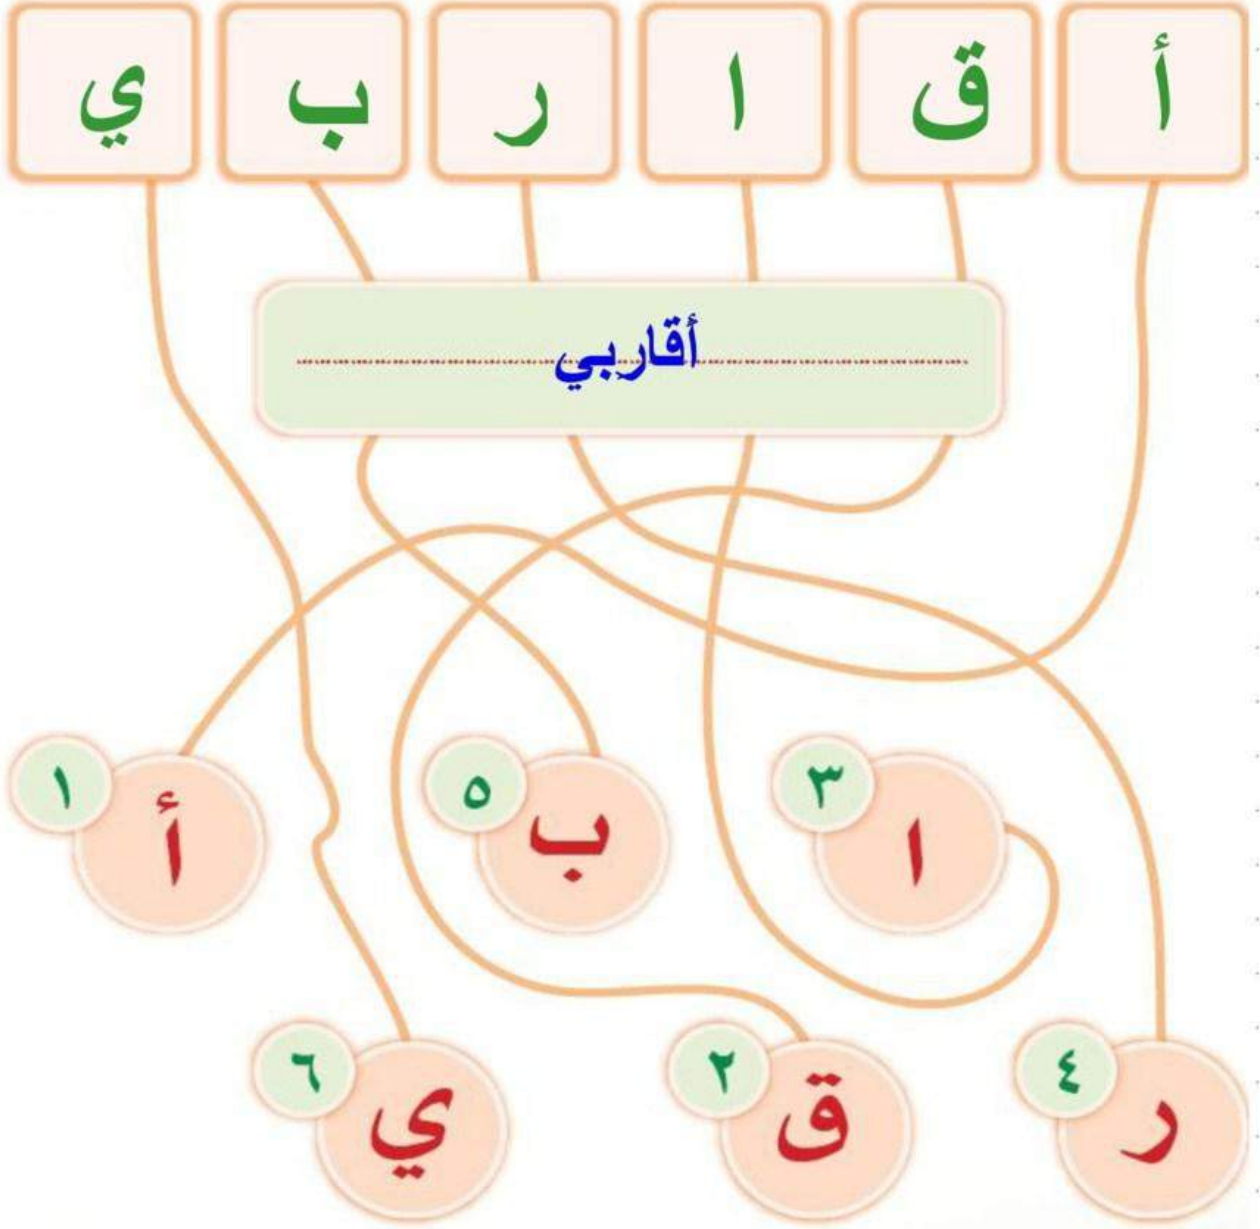 أ ق ا ر ب ي
أقاربي
٣ ا ٥ ب ١ أ
٤ ر ٢ ق ٦ ي